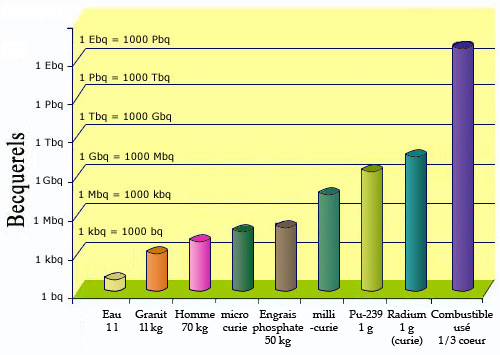 Becquerels
1 Ebq = 1000 Pbq
1 Ebq
1 Pbq = 1000 Tbq
1 Pbq
1 Tbq = 1000 Gbq
1 Tbq
1 Gbq = 1000 Mbq
1Gbq
1 Mbq = 1000 kbq
1 Mbq
1 kbq = 1000 bq
1 kbq
1 bq
Eau
1 l
Granit
11kg
Homme
70 kg
micro
curie
Engrais
phosphate
50 kg
milli
-curie
Pu-239
1 g
Radium
1 g
(curie)
Combustible
usé
1/3 coeur